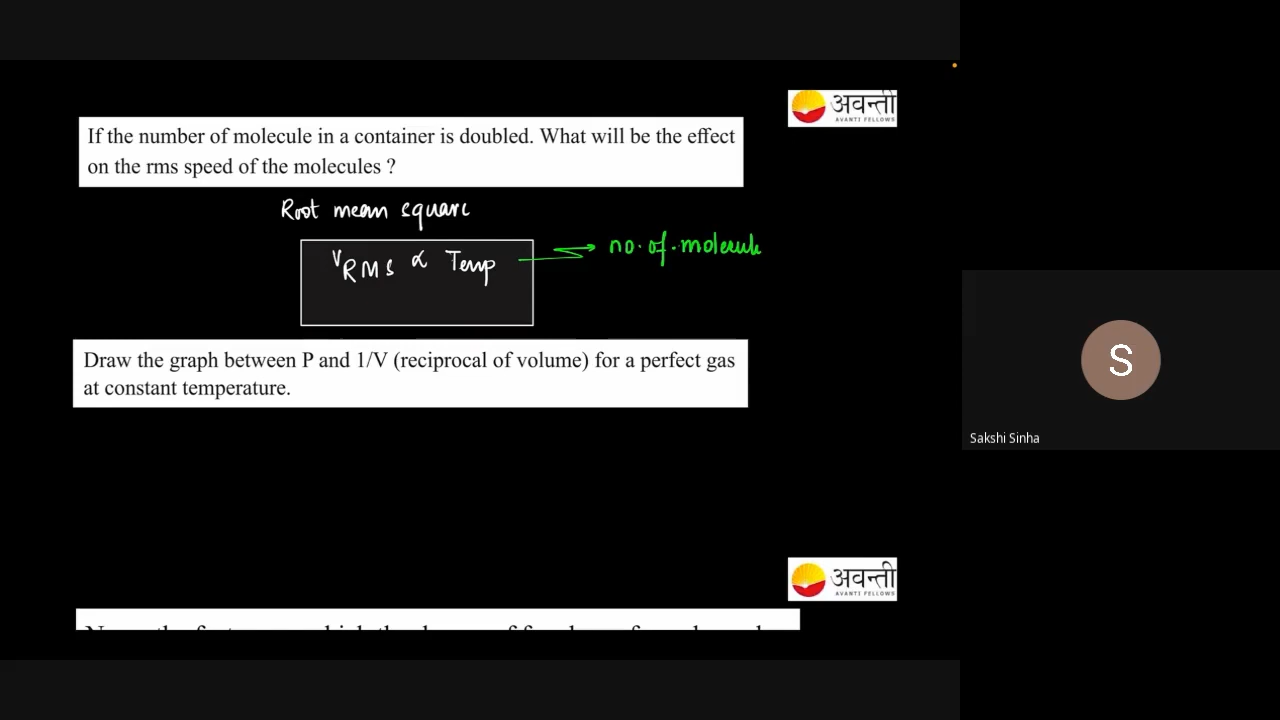 अवन्ती
AVANTI FELLOWS
If the number of molecule in a container is doubled. What will be the effect
on the rms speed of the molecules ?
Root mean square
VRMS ∝ Temp
no. of. molecule
Draw the graph between P and 1/V (reciprocal of volume) for a perfect gas
at constant temperature.
S
Sakshi Sinha
अवन्ती
AVANTI FELLOWS